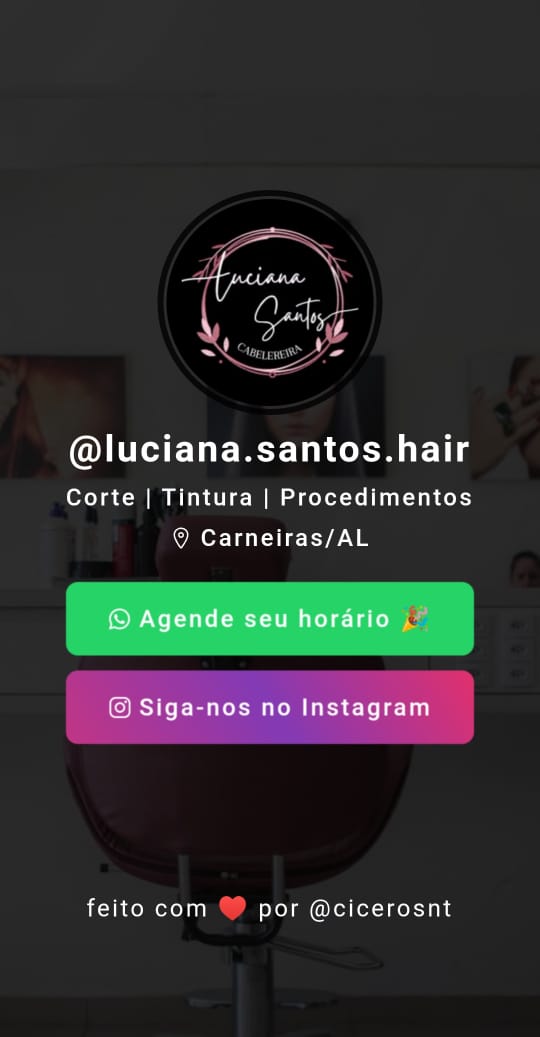 Luciana
Santos
CABELEREIRA
@luciana.santos.hair
Corte | Tintura | Procedimentos
Carneiras/AL
Agende seu horário 🎉
Siga-nos no Instagram
feito com ❤️ por @cicerosnt